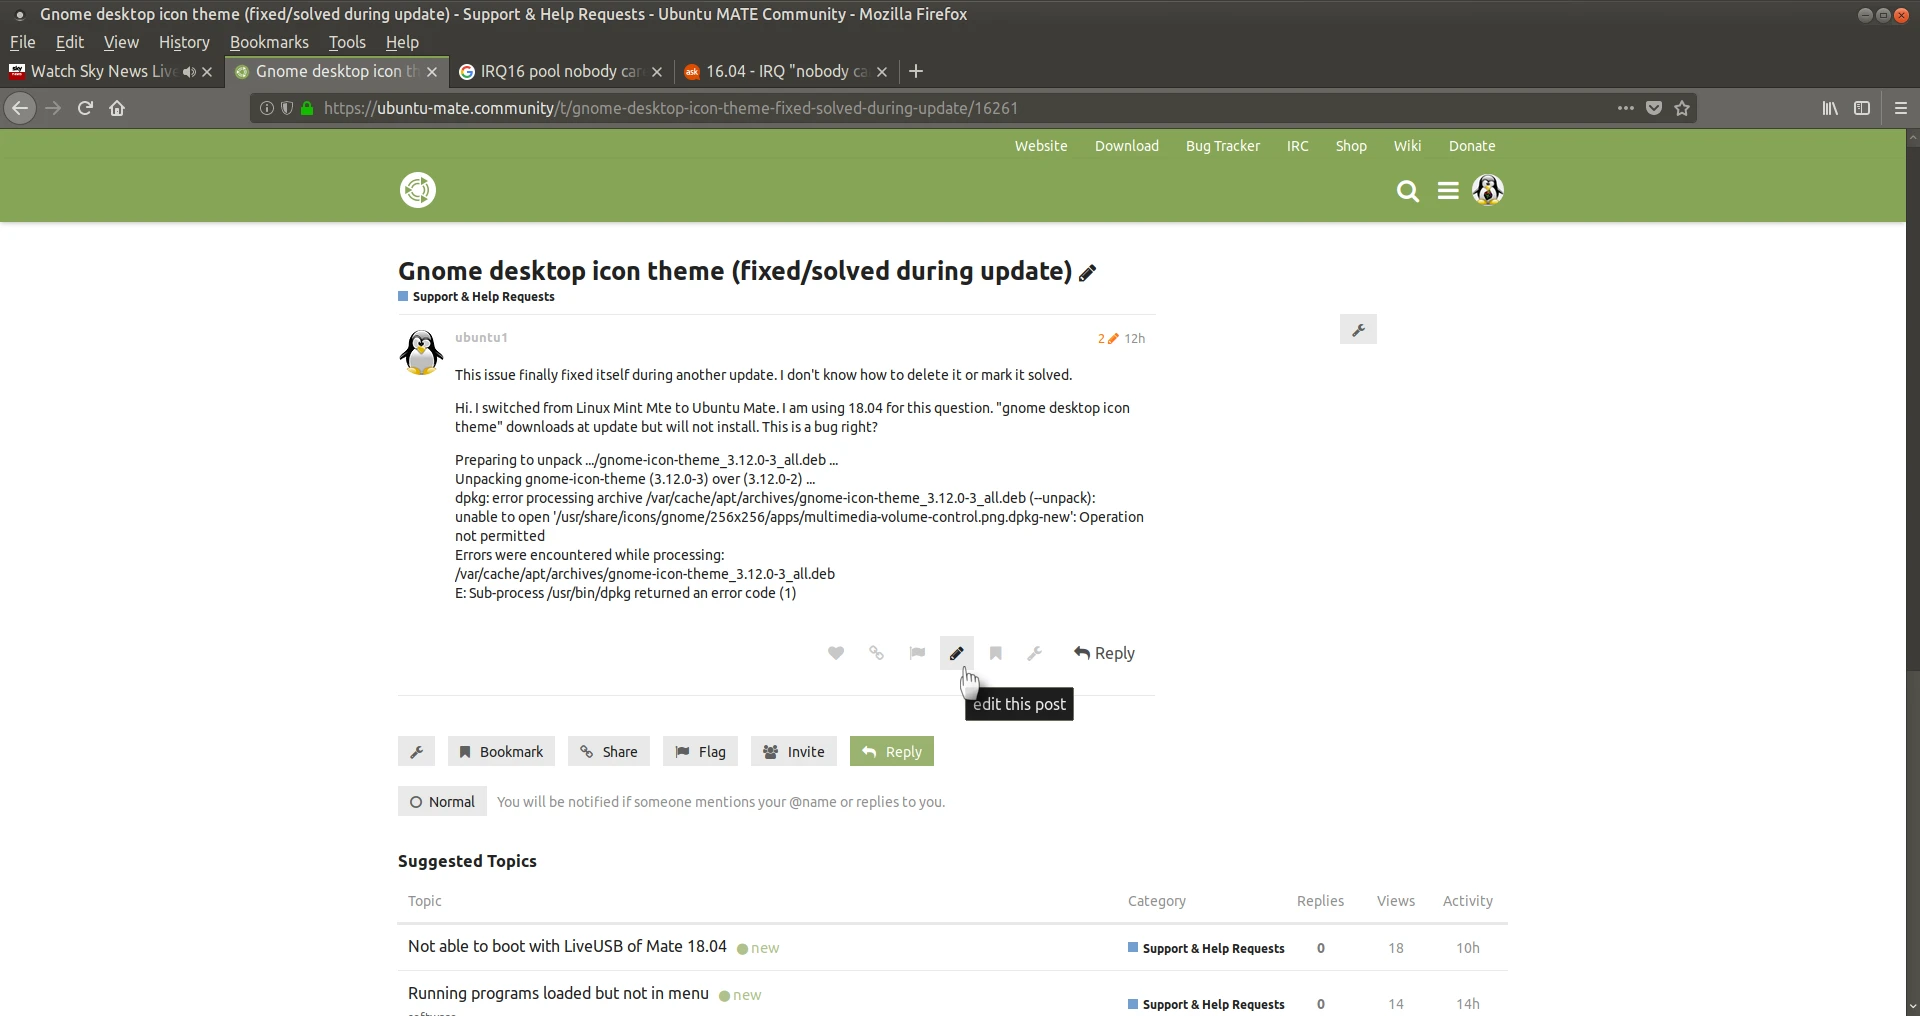 Gnome desktop icon theme (fixed/solved during update) - Support & Help Requests - Ubuntu MATE Community - Mozilla Firefox
File Edit View History Bookmarks Tools Help
Watch Sky News Live Gnome desktop icon th IRQ16 pool nobody car 16.04 - IRQ "nobody ca
https://ubuntu-mate.community/t/gnome-desktop-icon-theme-fixed-solved-during-update/16261
Website Download Bug Tracker IRC Shop Wiki Donate
Gnome desktop icon theme (fixed/solved during update)
Support & Help Requests
ubuntu1 2 12h
This issue finally fixed itself during another update. I don't know how to delete it or mark it solved.
Hi. I switched from Linux Mint Mte to Ubuntu Mate. I am using 18.04 for this question. "gnome desktop icon
theme" downloads at update but will not install. This is a bug right?
Preparing to unpack .../gnome-icon-theme_3.12.0-3_all.deb ...
Unpacking gnome-icon-theme (3.12.0-3) over (3.12.0-2) ...
dpkg: error processing archive /var/cache/apt/archives/gnome-icon-theme_3.12.0-3_all.deb (--unpack):
unable to open '/usr/share/icons/gnome/256x256/apps/multimedia-volume-control.png.dpkg-new': Operation
not permitted
Errors were encountered while processing:
/var/cache/apt/archives/gnome-icon-theme_3.12.0-3_all.deb
E: Sub-process /usr/bin/dpkg returned an error code (1)
Reply
edit this post
Bookmark Share Flag Invite Reply
Normal You will be notified if someone mentions your @name or replies to you.
Suggested Topics
Topic Category Replies Views Activity
Not able to boot with LiveUSB of Mate 18.04 new Support & Help Requests 0 18 10h
Running programs loaded but not in menu new Support & Help Requests 0 14 14h